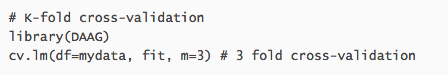 # K-fold cross-validation
library(DAAG)
cv.lm(df=mydata, fit, m=3) # 3 fold cross-validation